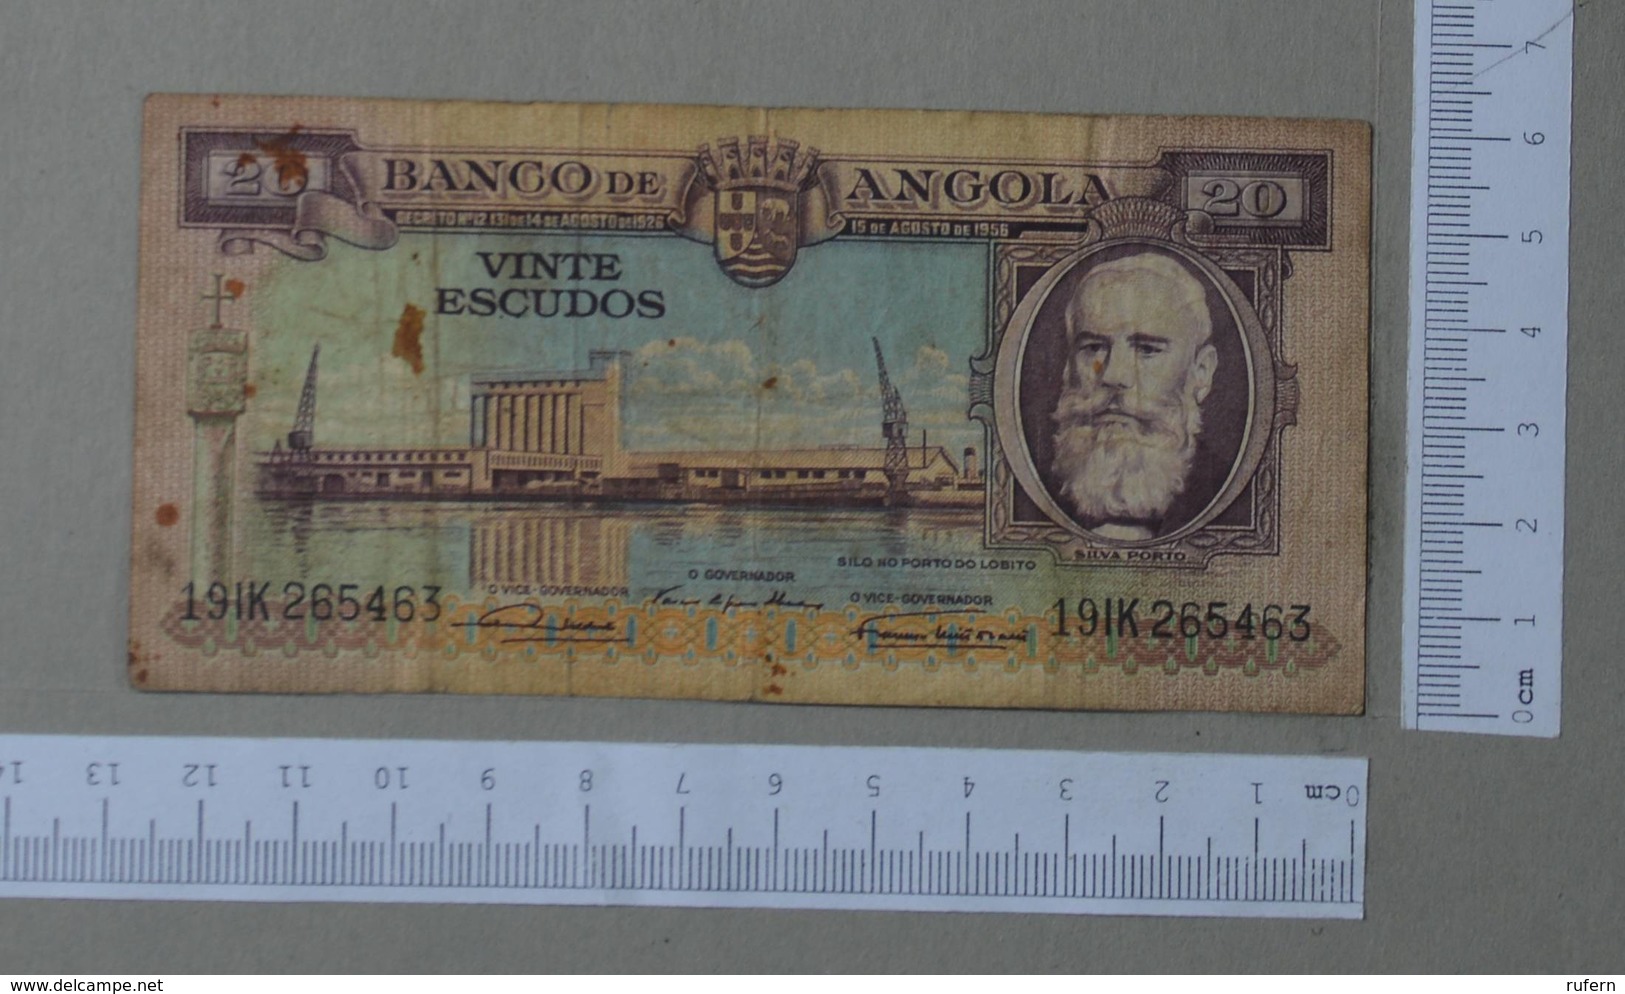 20 BANCO DE ANGOLA 20
DECRETO Nº 12.131 DE 14 DE AGOSTO DE 1926 15 DE AGOSTO DE 1956
VINTE
ESCUDOS
SILVA PORTO
SILO NO PORTO DO LOBITO
O VICE-GOVERNADOR O GOVERNADOR O VICE-GOVERNADOR
19IK 265463 19IK 265463
7
6
5
4
3
2
1
0cm
14 13 12 11 10 9 8 7 6 5 4 3 2 1 0cm
delcampe.net rufern